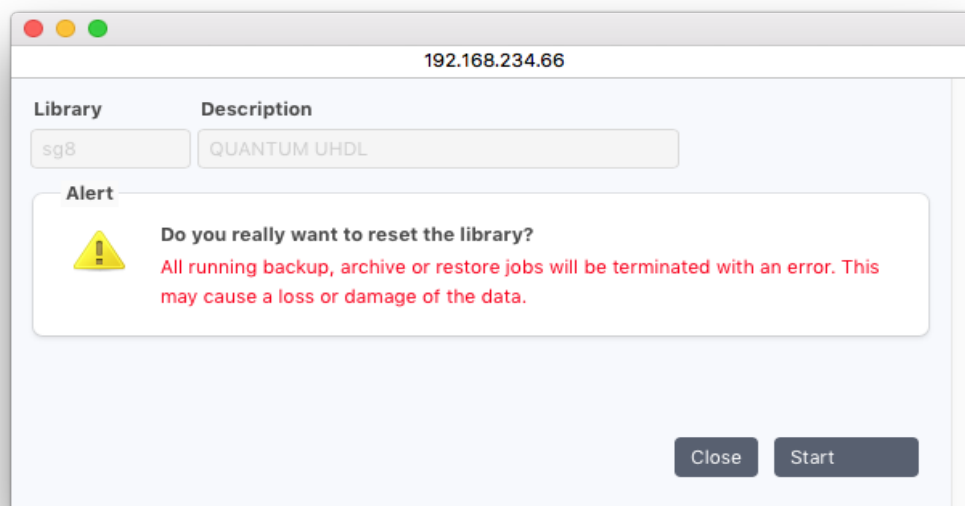 192.168.234.66
Library Description
sg8 QUANTUM UHDL
Alert
Do you really want to reset the library?
All running backup, archive or restore jobs will be terminated with an error. This
may cause a loss or damage of the data.
Close Start